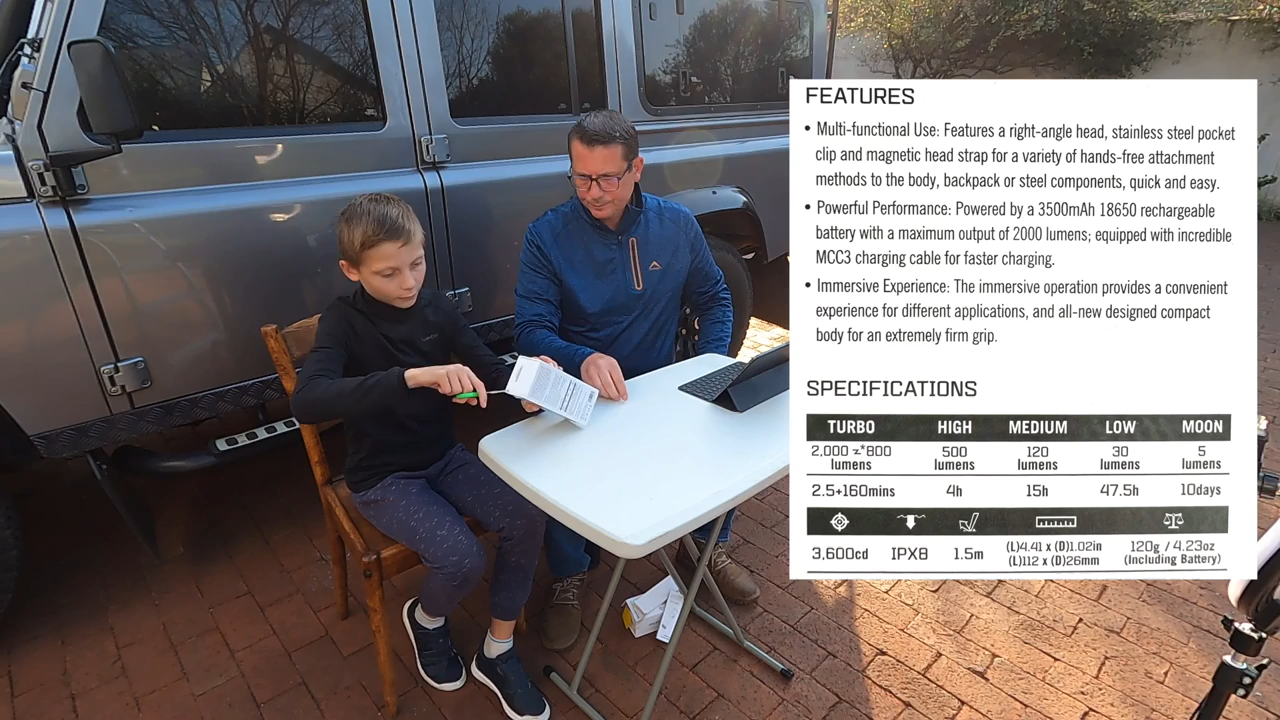 FEATURES
• Multi-functional Use: Features a right-angle head, stainless steel pocket
clip and magnetic head strap for a variety of hands-free attachment
methods to the body, backpack or steel components, quick and easy.
• Powerful Performance: Powered by a 3500mAh 18650 rechargeable
battery with a maximum output of 2000 lumens; equipped with incredible
MCC3 charging cable for faster charging.
• Immersive Experience: The immersive operation provides a convenient
experience for different applications, and all-new designed compact
body for an extremely firm grip.
SPECIFICATIONS
TURBO HIGH MEDIUM LOW MOON
2,000 ~*800 500 120 30 5
lumens lumens lumens lumens lumens
2.5+160mins 4h 15h 47.5h 10days
3,600cd IPX8 1.5m (L)4.41 x (D)1.02in 120g / 4.23oz
(L)112 x (D)26mm (Including Battery)